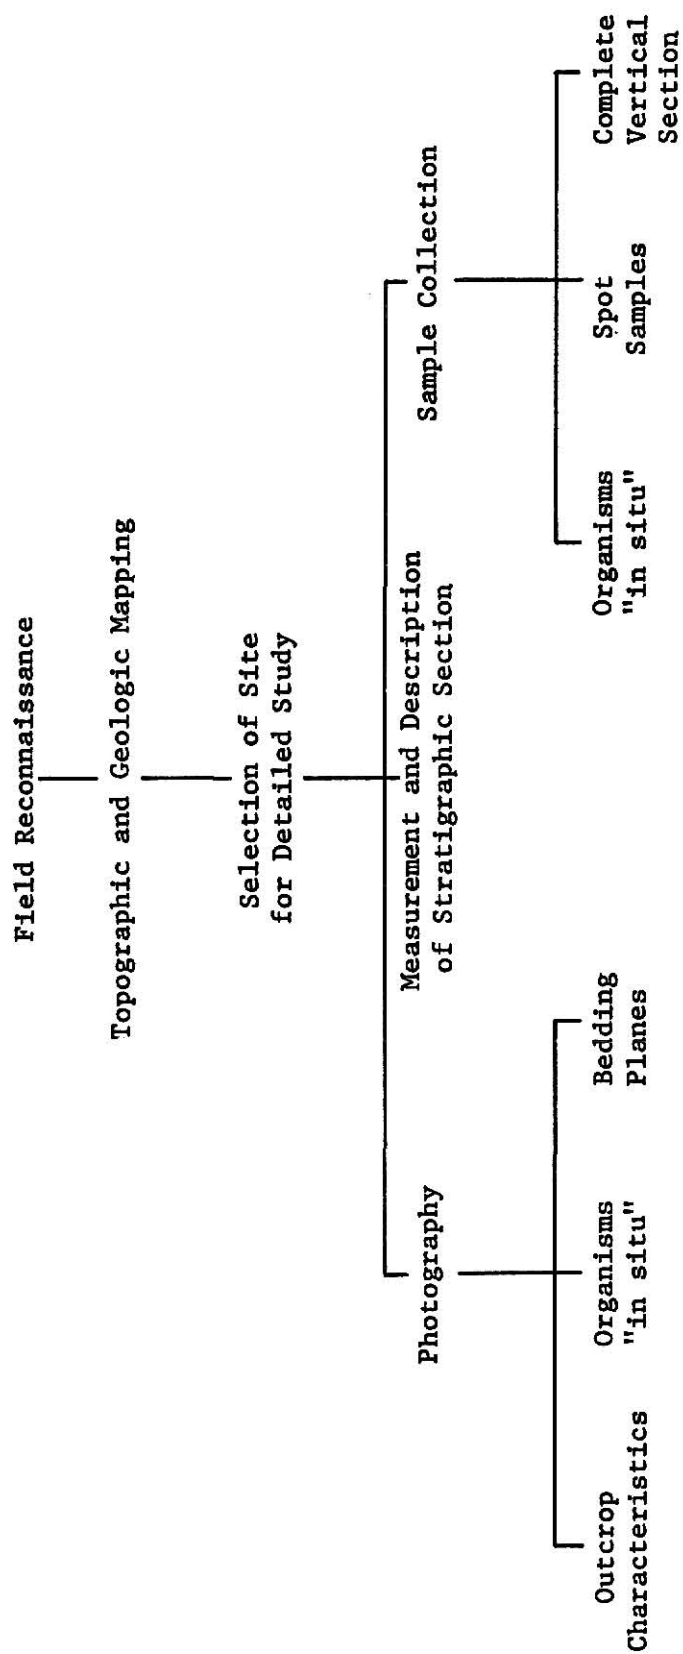 Field Reconnaissance
Topographic and Geologic Mapping
Selection of Site
for Detailed Study
Photography
Measurement and Description
of Stratigraphic Section
Sample Collection
Outcrop
Characteristics
Organisms
"in situ"
Bedding
Planes
Organisms
"in situ"
Spot
Samples
Complete
Vertical
Section